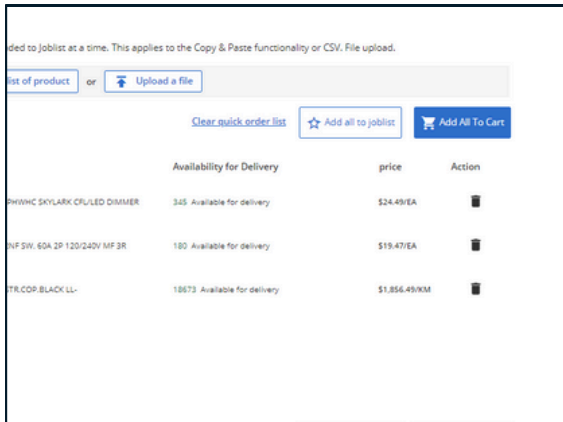 ded to Joblist at a time. This applies to the Copy & Paste functionality or CSV. File upload.
list of product or Upload a file
Clear quick order list Add all to joblist Add All To Cart
Availability for Delivery price Action
PHWHC SKYLARK CFL/LED DIMMER 345 Available for delivery $24.49/EA
NF SW. 60A 2P 120/240V MF 3R 180 Available for delivery $19.47/EA
STR.COP.BLACK LL- 18673 Available for delivery $1,856.49/KM